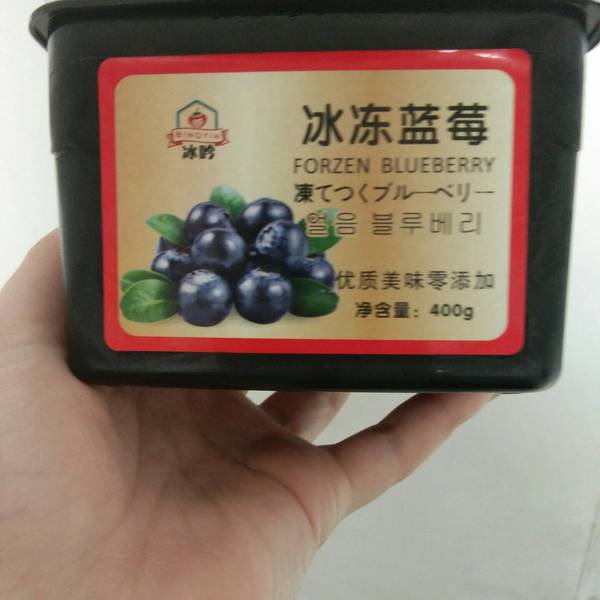 BINGYIN
冰吟
冰冻蓝莓
FORZEN BLUEBERRY
凍てつくブルーベリー
얼음 블루베리
优质美味零添加
净含量：400g